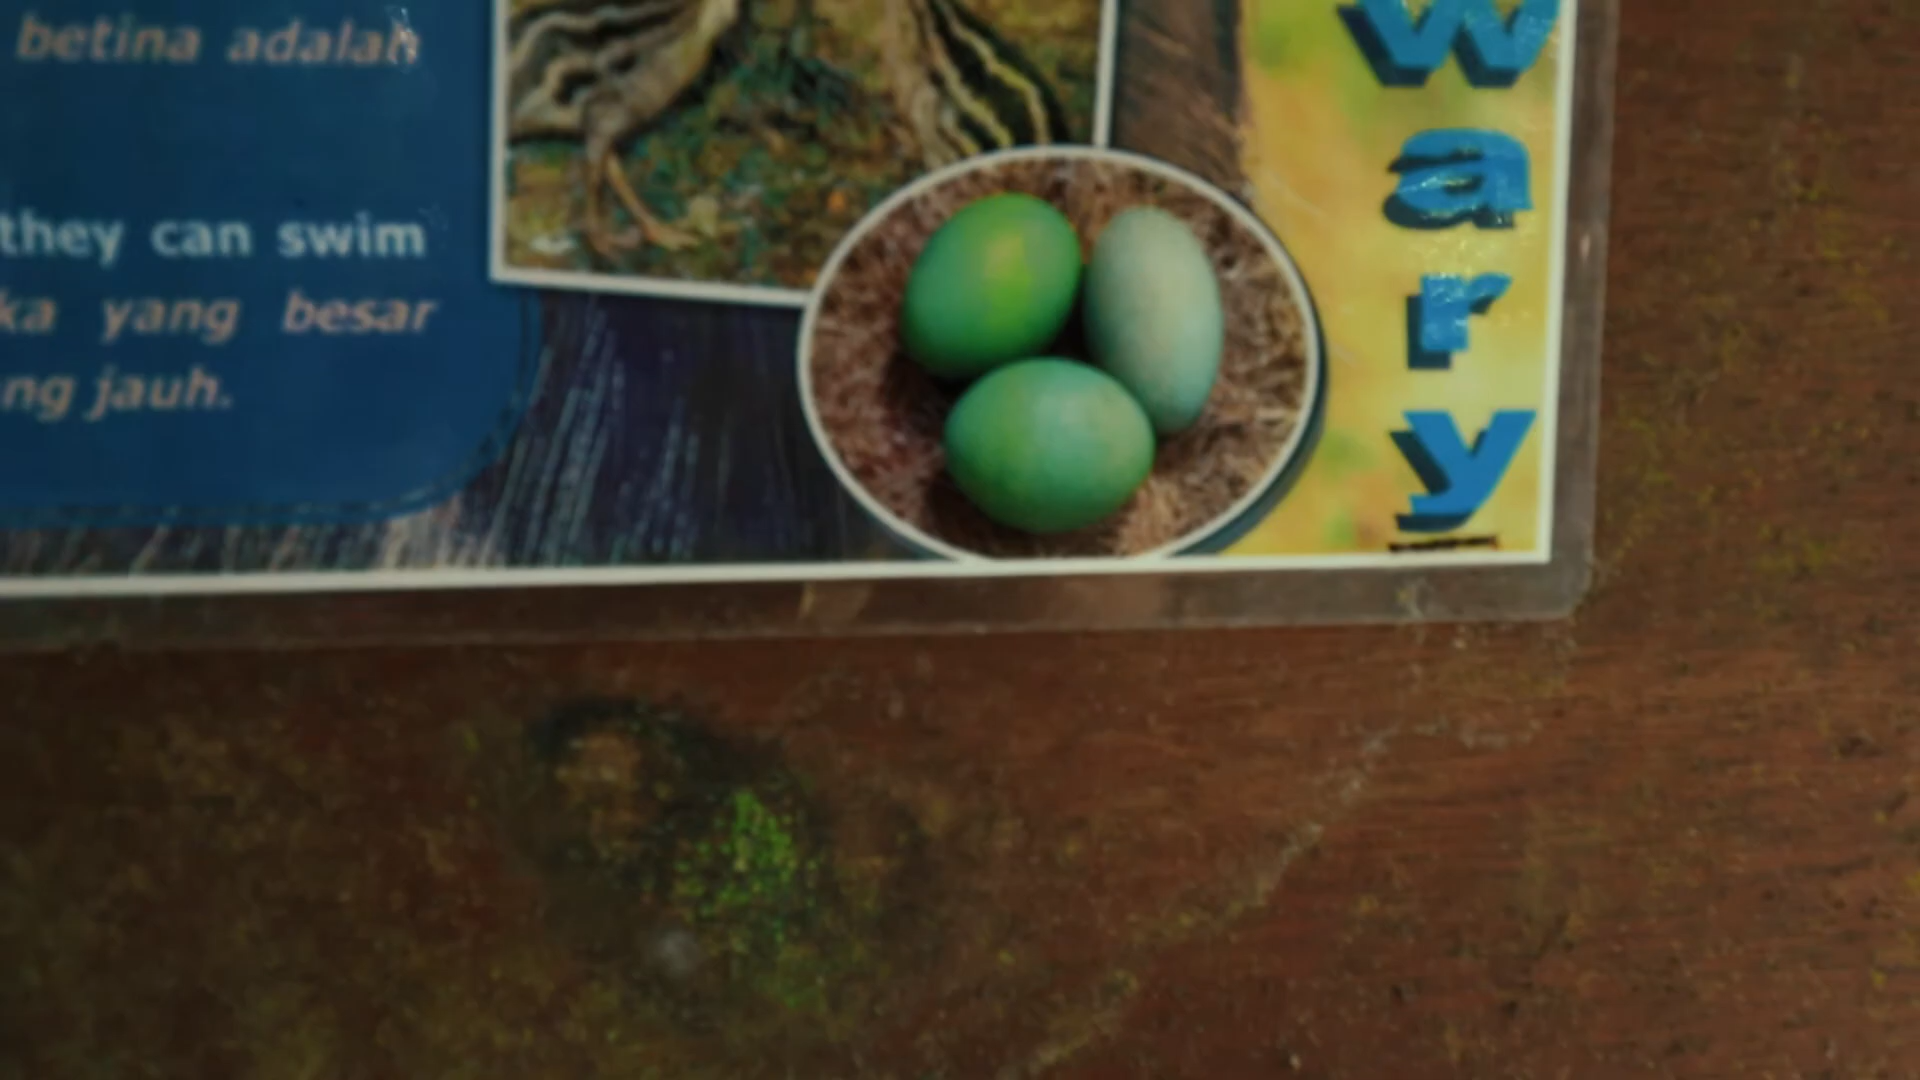 betina adalah
they can swim
ka yang besar
ng jauh.
w
a
r
y